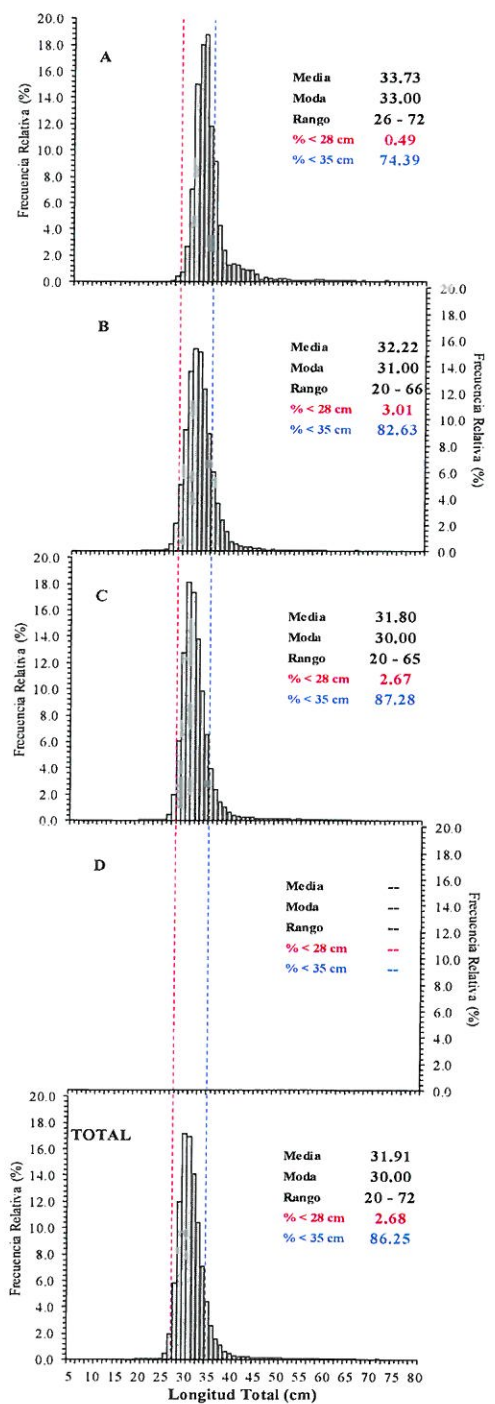 Frecuencia Relativa (%)
20.0
18.0
16.0
14.0
12.0
10.0
8.0
6.0
4.0
2.0
0.0
A
Media 33.73
Moda 33.00
Rango 26 - 72
% < 28 cm 0.49
% < 35 cm 74.39
B
Media 32.22
Moda 31.00
Rango 20 - 66
% < 28 cm 3.01
% < 35 cm 82.63
20.0
18.0
16.0
14.0
12.0
10.0
8.0
6.0
4.0
2.0
0.0
Frecuencia Relativa (%)
Frecuencia Relativa (%)
20.0
18.0
16.0
14.0
12.0
10.0
8.0
6.0
4.0
2.0
0.0
C
Media 31.80
Moda 30.00
Rango 20 - 65
% < 28 cm 2.67
% < 35 cm 87.28
D
Media --
Moda --
Rango --
% < 28 cm --
% < 35 cm --
20.0
18.0
16.0
14.0
12.0
10.0
8.0
6.0
4.0
2.0
0.0
Frecuencia Relativa (%)
Frecuencia Relativa (%)
20.0
18.0
16.0
14.0
12.0
10.0
8.0
6.0
4.0
2.0
0.0
TOTAL
Media 31.91
Moda 30.00
Rango 20 - 72
% < 28 cm 2.68
% < 35 cm 86.25
5 10 15 20 25 30 35 40 45 50 55 60 65 70 75 80
Longitud Total (cm)